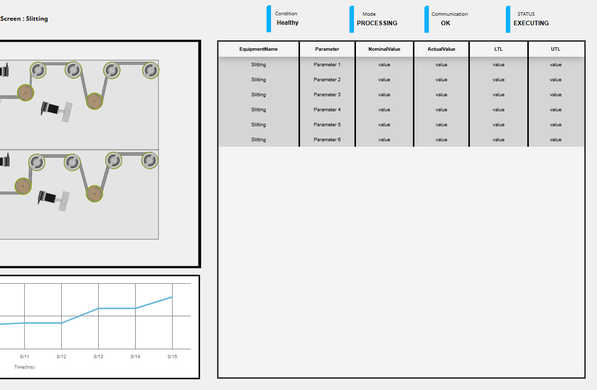 Screen : Slitting
Condition
Healthy
Mode
PROCESSING
Communication
OK
STATUS
EXECUTING
EquipmentName Parameter NominalValue ActualValue LTL UTL
Slitting Parameter 1 value value value value
Slitting Parameter 2 value value value value
Slitting Parameter 3 value value value value
Slitting Parameter 4 value value value value
Slitting Parameter 5 value value value value
Slitting Parameter 6 value value value value
8/11 8/12 8/13 8/14 8/15
Time(hrs)